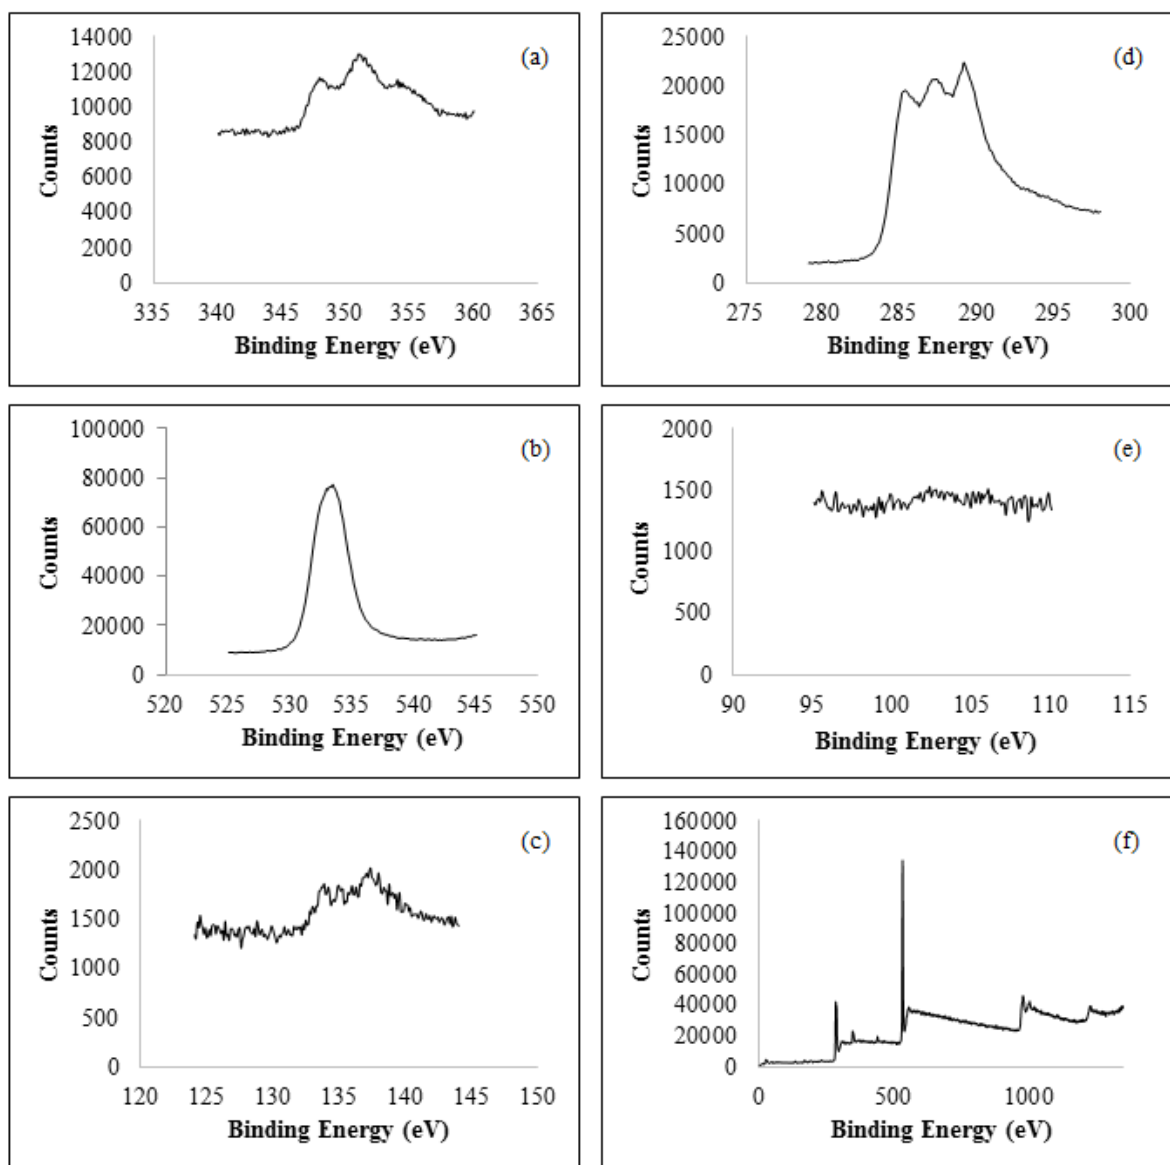 14000
12000
10000
8000
6000
4000
2000
0
335 340 345 350 355 360 365
Counts
Binding Energy (eV)
(a)
25000
20000
15000
10000
5000
0
275 280 285 290 295 300
Counts
Binding Energy (eV)
(d)
100000
80000
60000
40000
20000
0
520 525 530 535 540 545 550
Counts
Binding Energy (eV)
(b)
2000
1500
1000
500
0
90 95 100 105 110 115
Counts
Binding Energy (eV)
(e)
2500
2000
1500
1000
500
0
120 125 130 135 140 145 150
Counts
Binding Energy (eV)
(c)
160000
140000
120000
100000
80000
60000
40000
20000
0
0 500 1000
Counts
Binding Energy (eV)
(f)